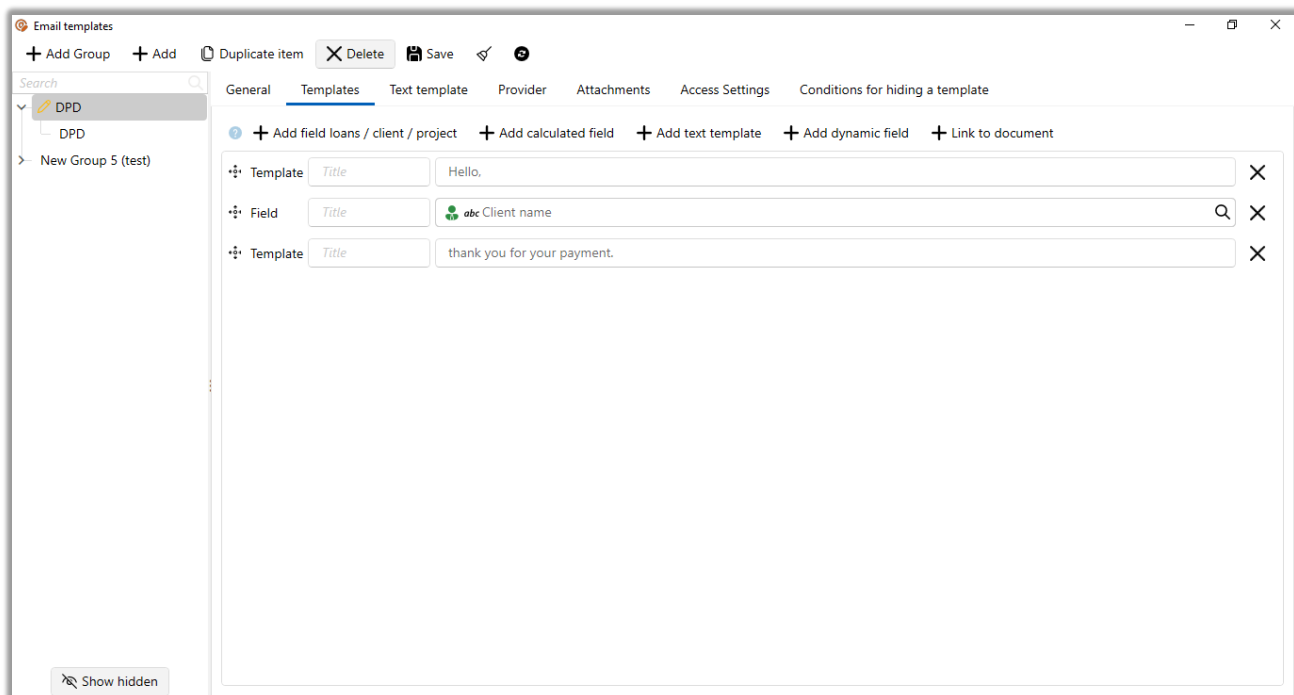 Email templates
Add Group Add Duplicate item Delete Save
Search
General Templates Text template Provider Attachments Access Settings Conditions for hiding a template
DPD
DPD
New Group 5 (test)
? Add field loans / client / project Add calculated field Add text template Add dynamic field Link to document
Template Title Hello,
Field Title abc Client name
Template Title thank you for your payment.
Show hidden